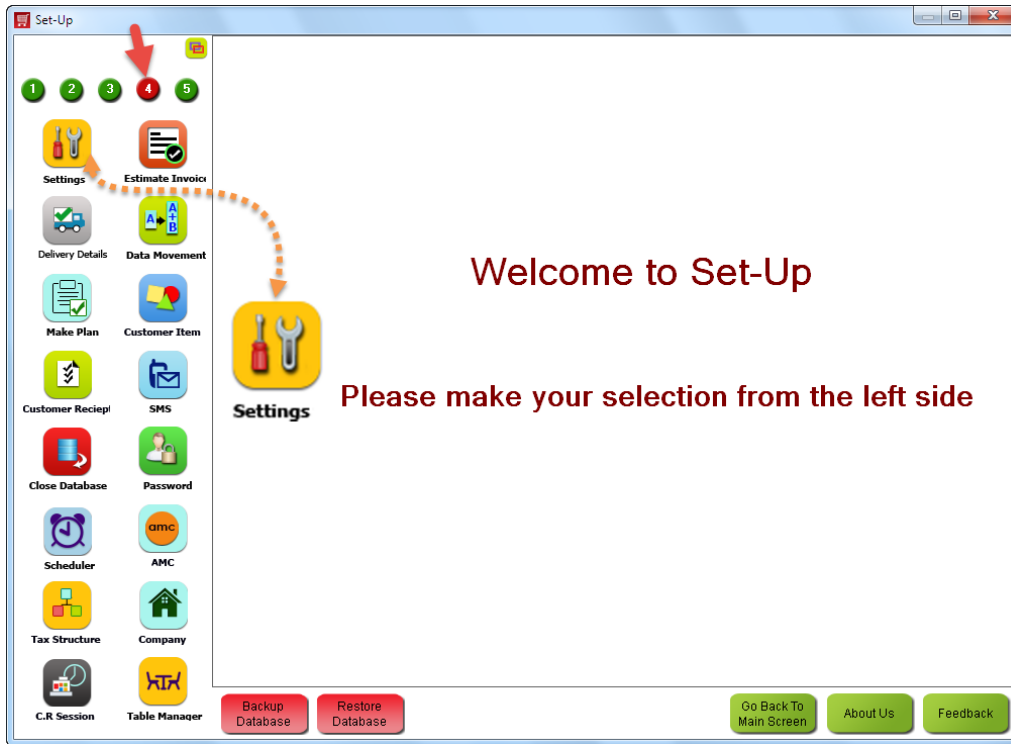 Set-Up
1 2 3 4 5
Settings
Estimate Invoice
Delivery Details
A
A
+
B
Data Movement
Make Plan
Customer Item
Customer Reciept
SMS
Close Database
Password
Scheduler
amc
AMC
Tax Structure
Company
C.R Session
Table Manager
Welcome to Set-Up
Settings
Please make your selection from the left side
Backup
Database
Restore
Database
Go Back To
Main Screen
About Us
Feedback